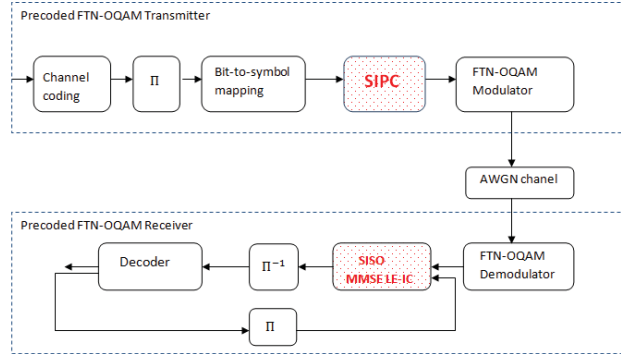 Precoded FTN-OQAM Transmitter
Channel
coding
Π
Bit-to-symbol
mapping
SIPC
FTN-OQAM
Modulator
AWGN chanel
Precoded FTN-OQAM Receiver
Decoder
Π⁻¹
SISO
MMSE LE-IC
FTN-OQAM
Demodulator
Π